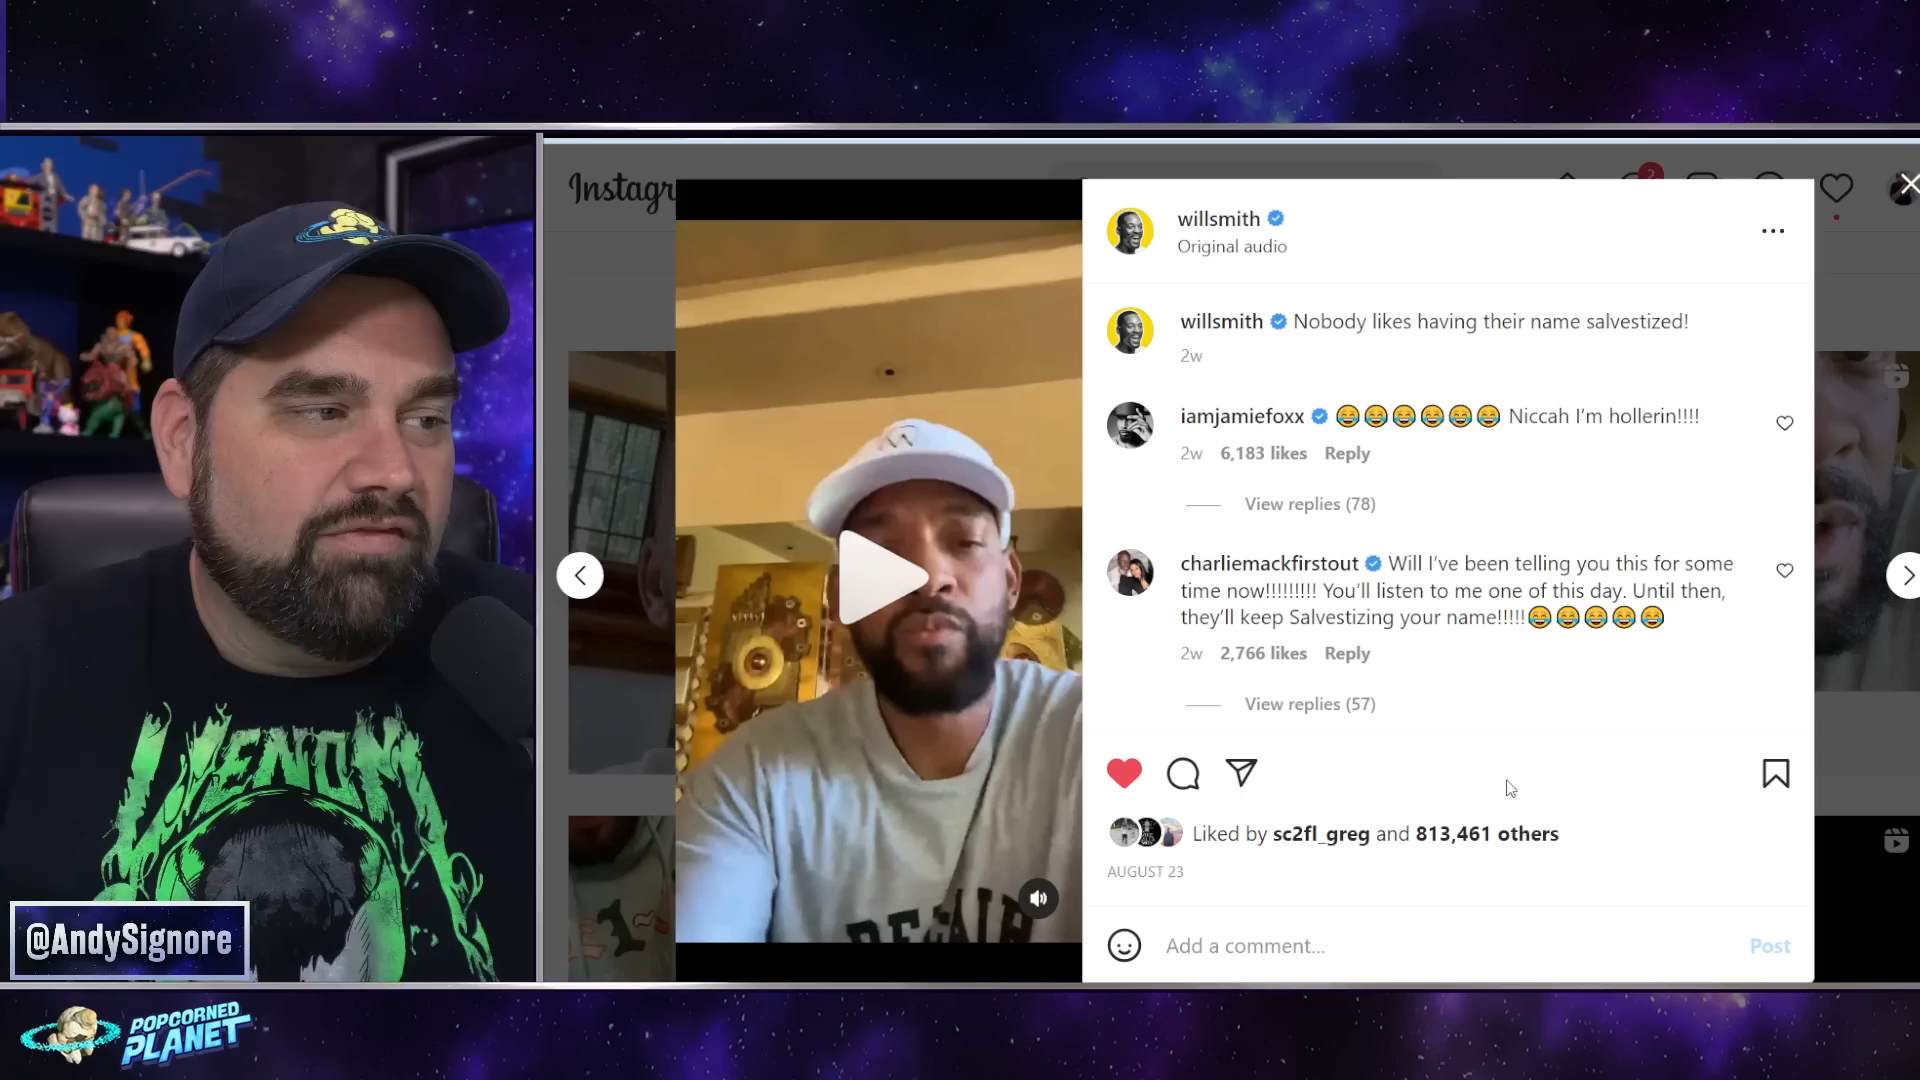 Instagr
2
willsmith
Original audio
willsmith Nobody likes having their name salvestized!
2w
iamjamiefoxx 😂😂😂😂😂😂 Niccah I'm hollerin!!!!
2w 6,183 likes Reply
View replies (78)
charliemackfirstout Will I've been telling you this for some
time now!!!!!!!!! You'll listen to me one of this day. Until then,
they'll keep Salvestizing your name!!!!!😂😂😂😂😂
2w 2,766 likes Reply
View replies (57)
Liked by sc2fl_greg and 813,461 others
AUGUST 23
Add a comment...
Post
VENOM
@AndySignore
POPCORNED
PLANET